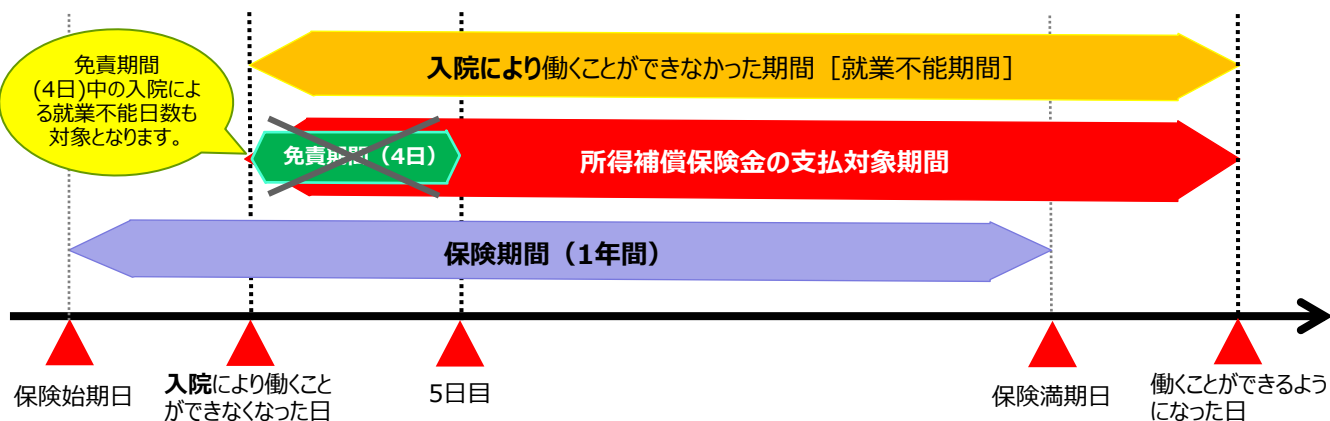 免責期間
(4日)中の入院によ
る就業不能日数も
対象となります。
入院により働くことができなかった期間［就業不能期間］
免責期間（4日）
所得補償保険金の支払対象期間
保険期間（1年間）
保険始期日
入院により働くこと
ができなくなった日
5日目
保険満期日
働くことができるよう
になった日